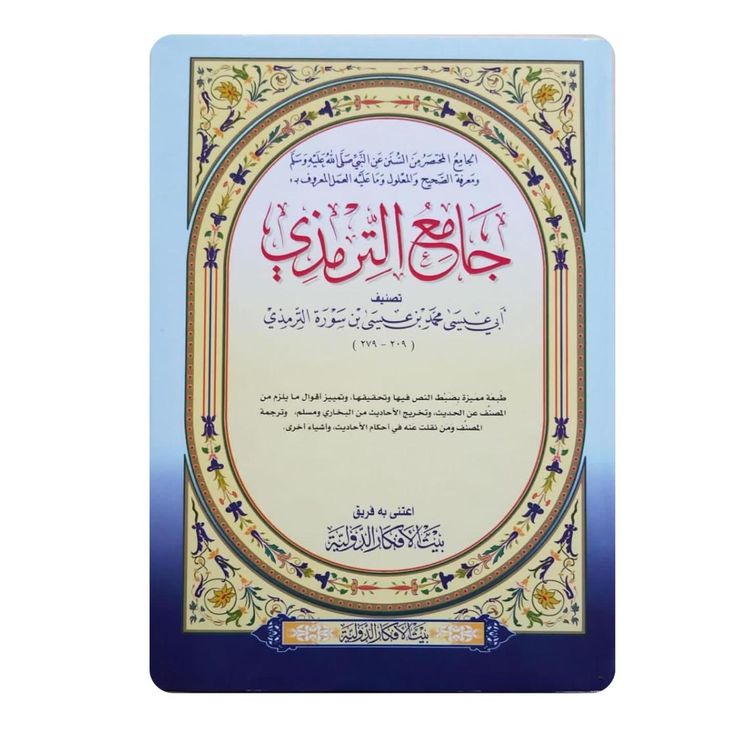 الجامع المختصر من السنن عن النبي صلى الله عليه وسلم
ومعرفة الصحيح والمعلول وما عليه العمل المعروف بـ:
جَامِعُ التِّرْمِذِي
تصنيف
أبي عيسى محمد بن عيسى بن سورة الترمذي
( ٢٠٩ - ٢٧٩ )
طبعة مميزة بضبط النص فيها وتحقيقها، وتمييز أقوال ما يلزم من
المصنف عن الحديث، وتخريج الأحاديث من البخاري ومسلم، وترجمة
المصنف ومن نقلت عنه في أحكام الأحاديث، وأشياء أخرى.
اعتنى به فريق
بيت الأفكار الدولية
بيت الأفكار الدولية